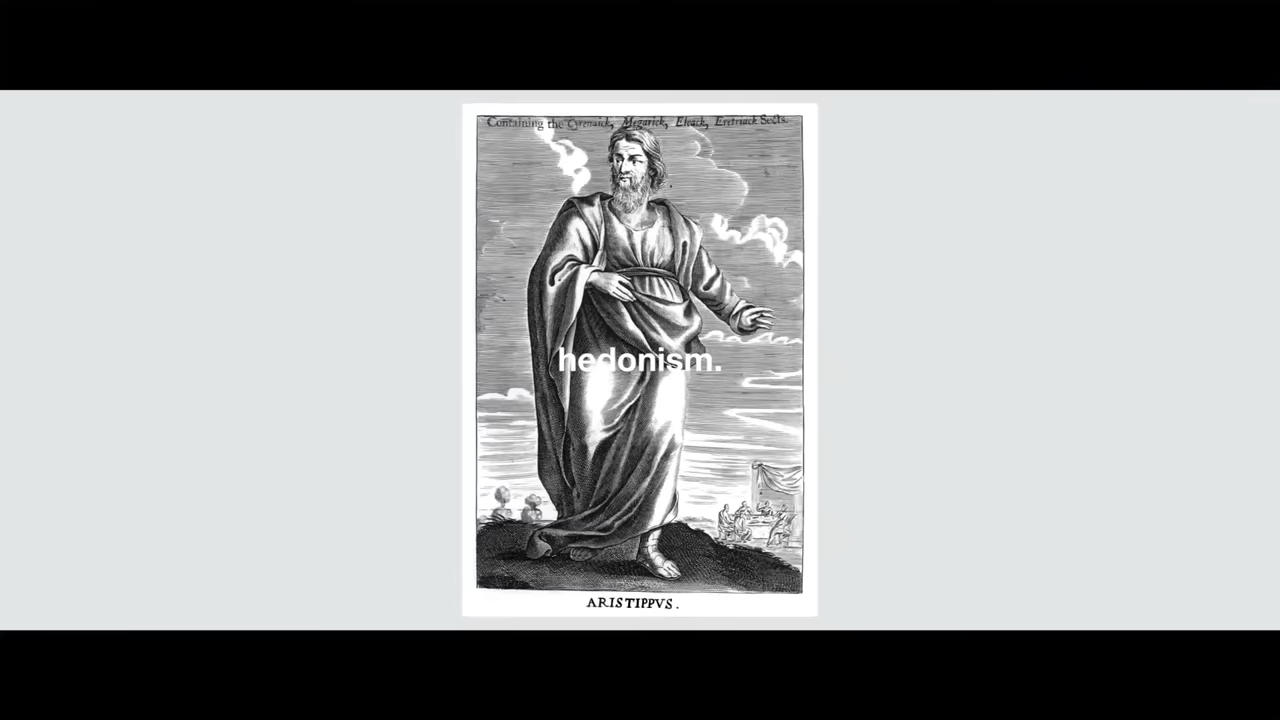 Containing the Cyrenaick, Megarick, Eleack, Eretriack Sects.
hedonism.
ARISTIPPVS.